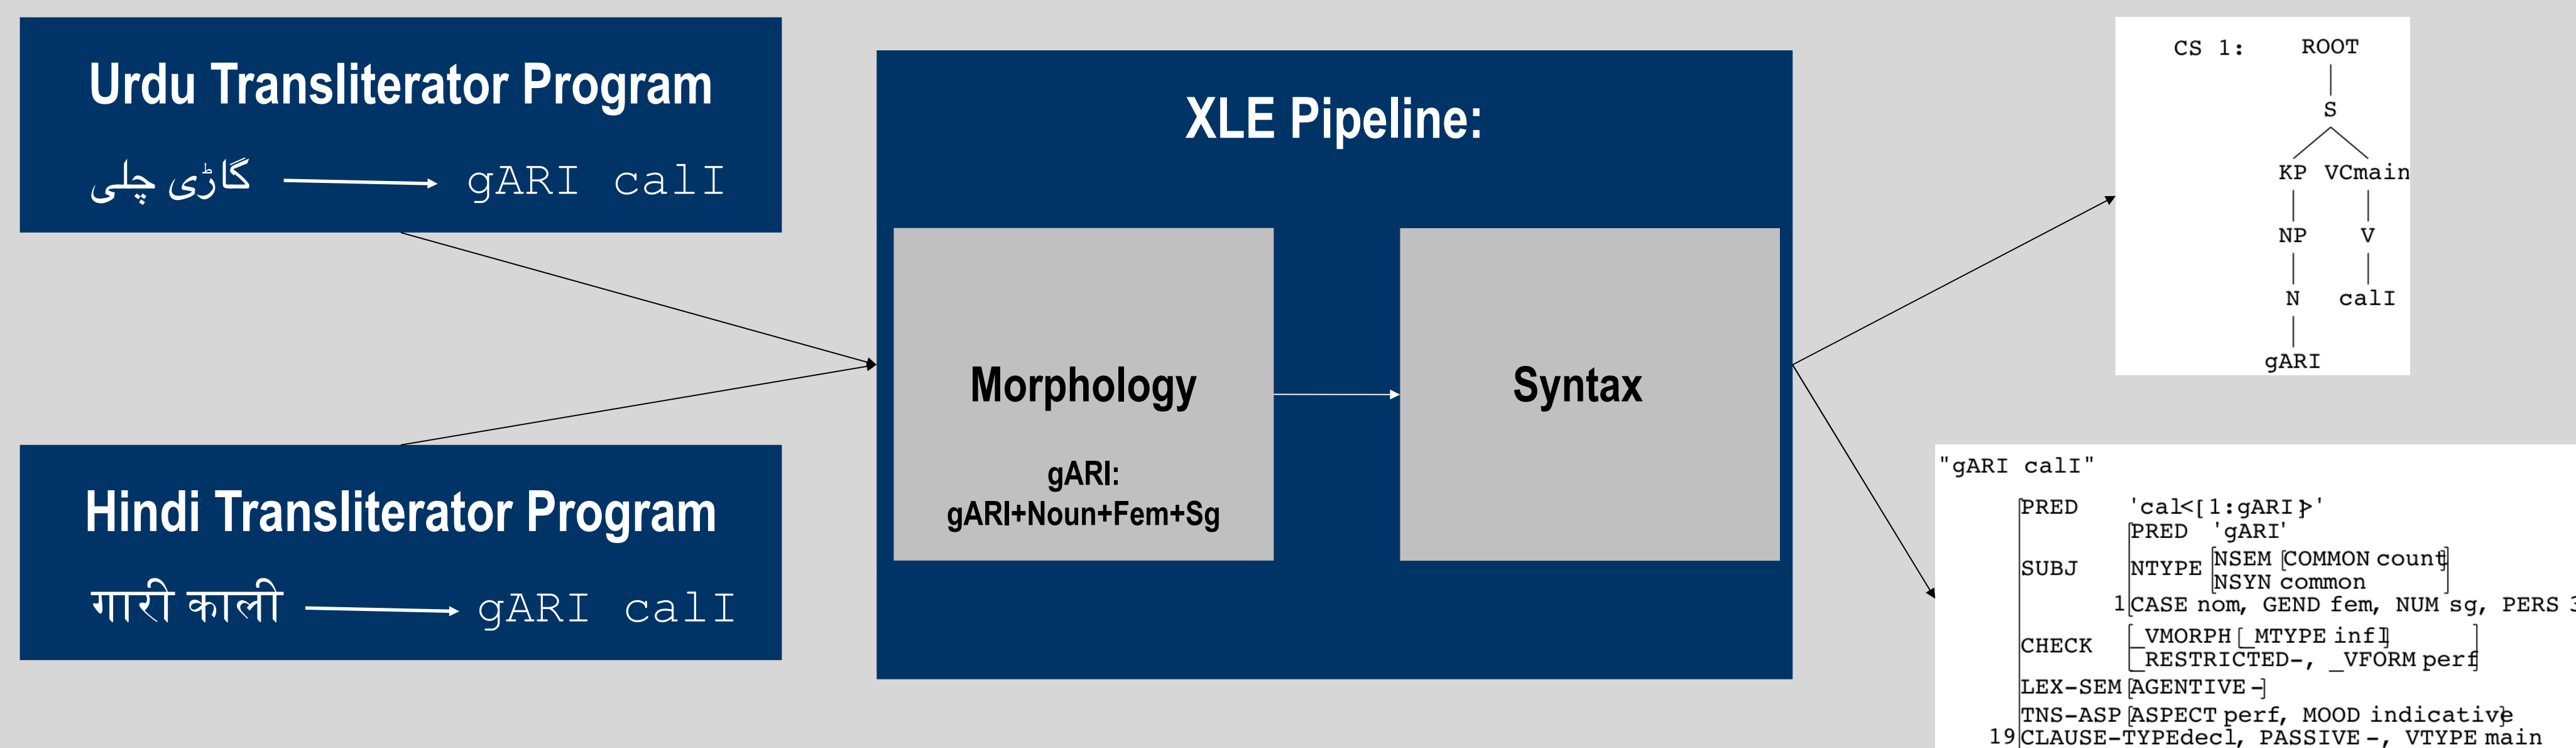 Urdu Transliterator Program
گاڑی چلی → gARI calI
Hindi Transliterator Program
गारी काली → gARI calI
XLE Pipeline:
Morphology
gARI:
gARI+Noun+Fem+Sg
Syntax
CS 1: ROOT
S
KP VCmain
NP V
N calI
gARI
"gARI calI"
PRED 'cal<[1:gARI]>'
PRED 'gARI'
SUBJ NTYPE [NSEM [COMMON count]
NSYN common]
1 CASE nom, GEND fem, NUM sg, PERS 3
CHECK [_VMORPH [_MTYPE infl]
_RESTRICTED-, _VFORM perf]
LEX-SEM [AGENTIVE -]
TNS-ASP [ASPECT perf, MOOD indicative]
19 CLAUSE-TYPE decl, PASSIVE -, VTYPE main